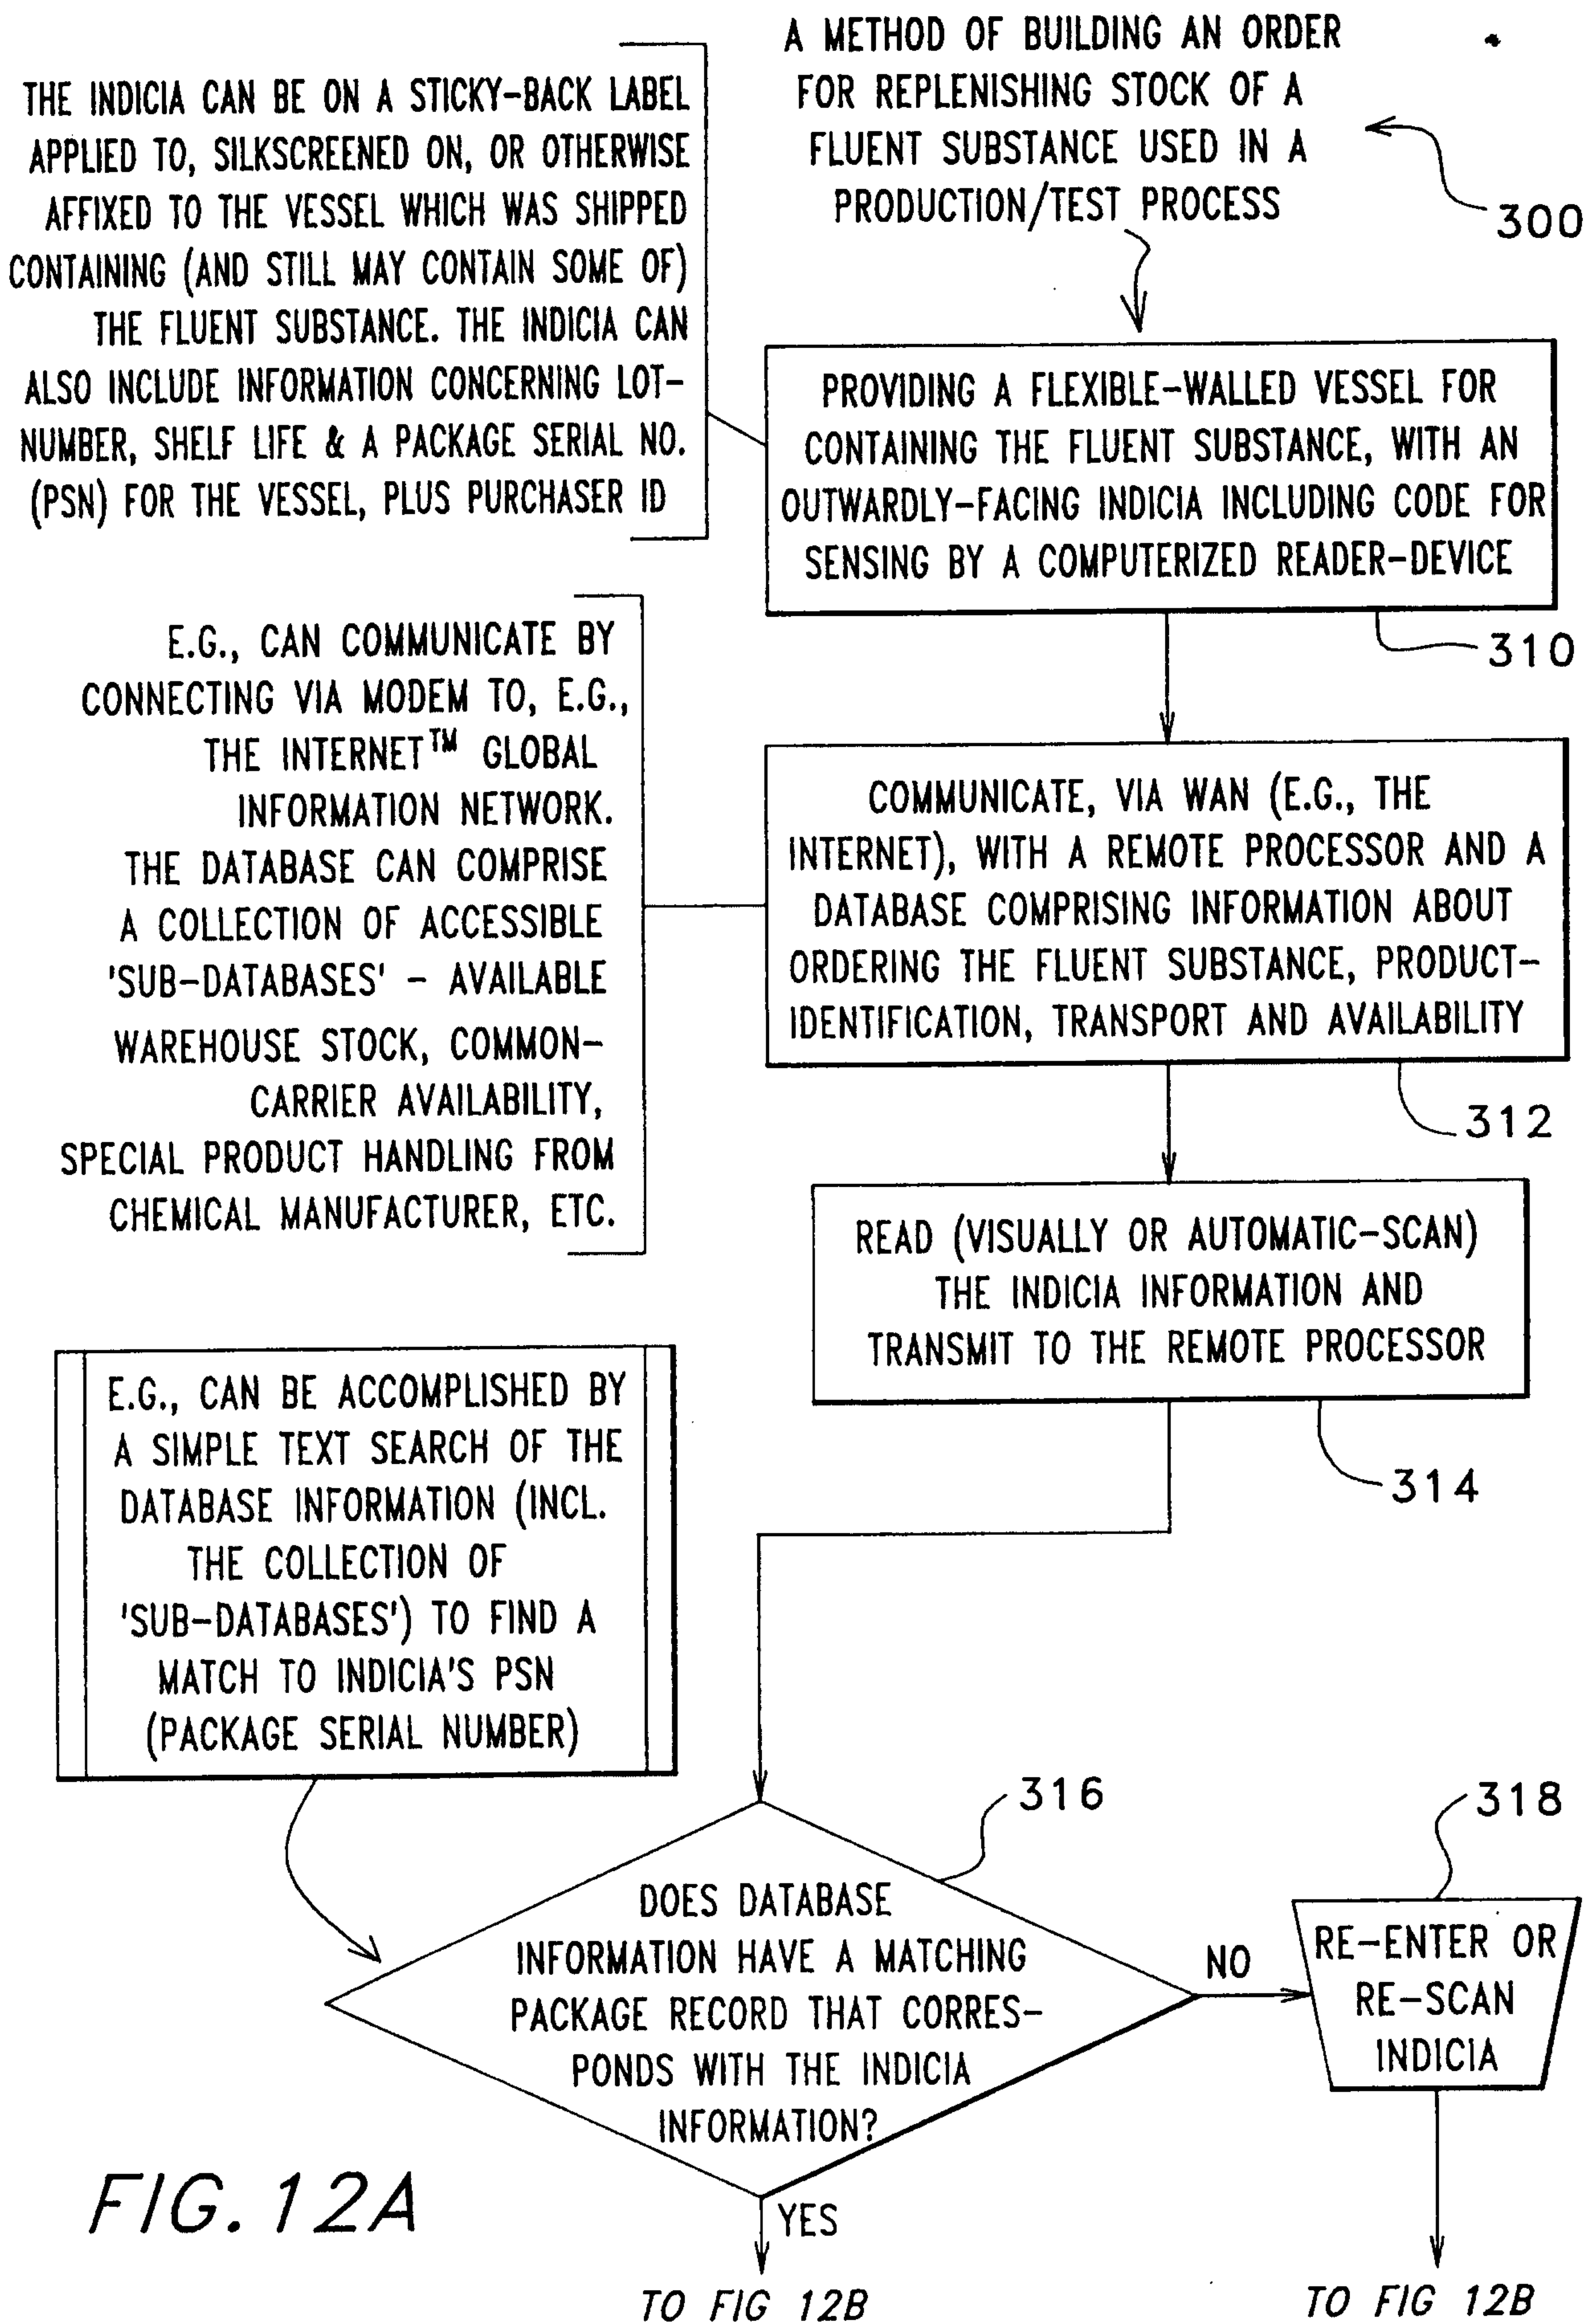 A METHOD OF BUILDING AN ORDER
FOR REPLENISHING STOCK OF A
FLUENT SUBSTANCE USED IN A
PRODUCTION/TEST PROCESS
300
THE INDICIA CAN BE ON A STICKY-BACK LABEL
APPLIED TO, SILKSCREENED ON, OR OTHERWISE
AFFIXED TO THE VESSEL WHICH WAS SHIPPED
CONTAINING (AND STILL MAY CONTAIN SOME OF)
THE FLUENT SUBSTANCE. THE INDICIA CAN
ALSO INCLUDE INFORMATION CONCERNING LOT-
NUMBER, SHELF LIFE & A PACKAGE SERIAL NO.
(PSN) FOR THE VESSEL, PLUS PURCHASER ID
PROVIDING A FLEXIBLE-WALLED VESSEL FOR
CONTAINING THE FLUENT SUBSTANCE, WITH AN
OUTWARDLY-FACING INDICIA INCLUDING CODE FOR
SENSING BY A COMPUTERIZED READER-DEVICE
310
E.G., CAN COMMUNICATE BY
CONNECTING VIA MODEM TO, E.G.,
THE INTERNET™ GLOBAL
INFORMATION NETWORK.
THE DATABASE CAN COMPRISE
A COLLECTION OF ACCESSIBLE
'SUB-DATABASES' - AVAILABLE
WAREHOUSE STOCK, COMMON-
CARRIER AVAILABILITY,
SPECIAL PRODUCT HANDLING FROM
CHEMICAL MANUFACTURER, ETC.
COMMUNICATE, VIA WAN (E.G., THE
INTERNET), WITH A REMOTE PROCESSOR AND A
DATABASE COMPRISING INFORMATION ABOUT
ORDERING THE FLUENT SUBSTANCE, PRODUCT-
IDENTIFICATION, TRANSPORT AND AVAILABILITY
312
READ (VISUALLY OR AUTOMATIC-SCAN)
THE INDICIA INFORMATION AND
TRANSMIT TO THE REMOTE PROCESSOR
314
E.G., CAN BE ACCOMPLISHED BY
A SIMPLE TEXT SEARCH OF THE
DATABASE INFORMATION (INCL.
THE COLLECTION OF
'SUB-DATABASES') TO FIND A
MATCH TO INDICIA'S PSN
(PACKAGE SERIAL NUMBER)
316
DOES DATABASE
INFORMATION HAVE A MATCHING
PACKAGE RECORD THAT CORRES-
PONDS WITH THE INDICIA
INFORMATION?
NO
318
RE-ENTER OR
RE-SCAN
INDICIA
YES
TO FIG 12B
TO FIG 12B
FIG. 12A